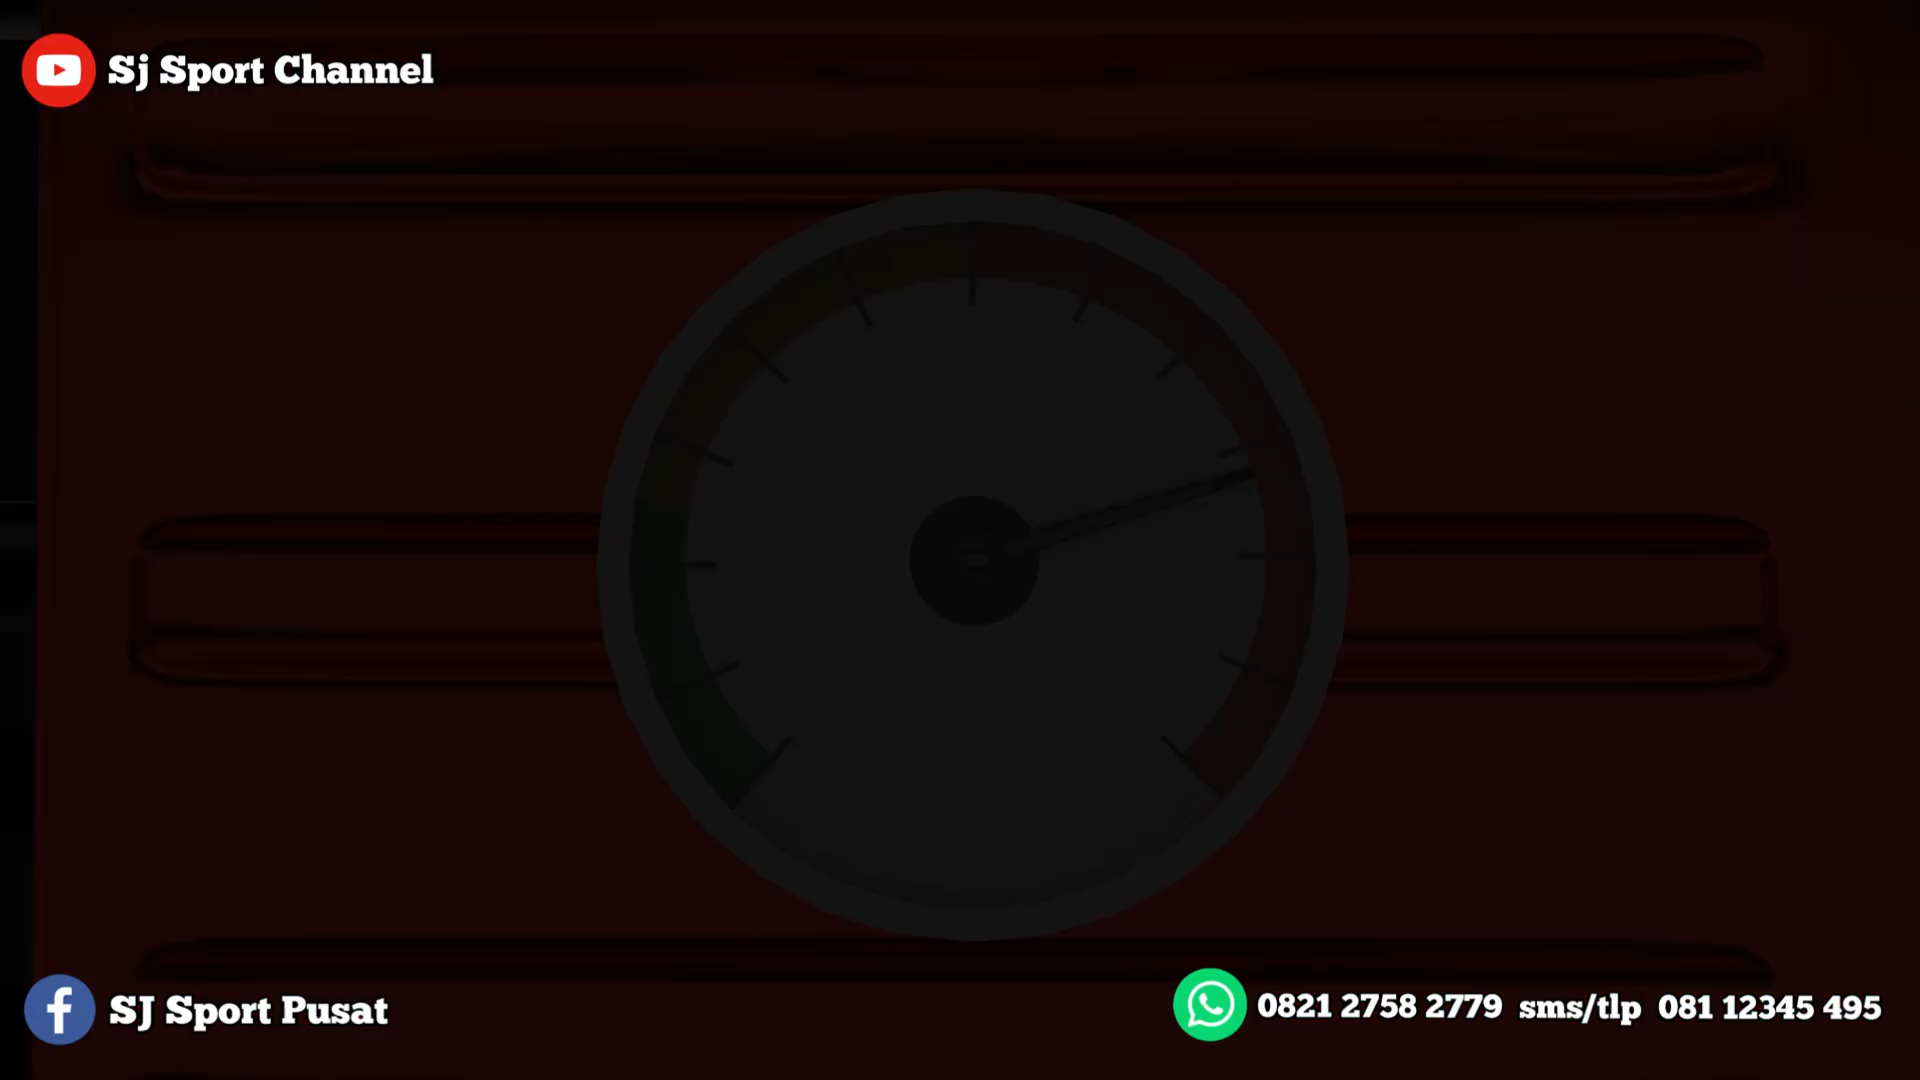 Sj Sport Channel
SJ Sport Pusat
0821 2758 2779 sms/tlp 081 12345 495